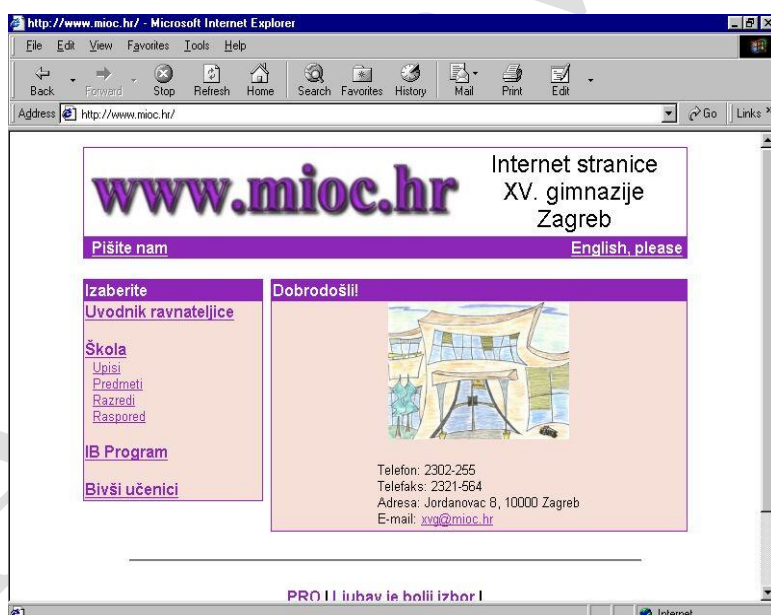 http://www.mioc.hr/ - Microsoft Internet Explorer
File Edit View Favorites Tools Help
Back Forward Stop Refresh Home Search Favorites History Mail Print Edit
Address http://www.mioc.hr/ Go Links »
www.mioc.hr
Internet stranice
XV. gimnazije
Zagreb
Pišite nam English, please
Izaberite
Uvodnik ravnateljice
Škola
Upisi
Predmeti
Razredi
Raspored
IB Program
Bivši učenici
Dobrodošli!
Telefon: 2302-255
Telefaks: 2321-564
Adresa: Jordanovac 8, 10000 Zagreb
E-mail: xvg@mioc.hr
PRO | Ljubav je bolji izbor |
Internet